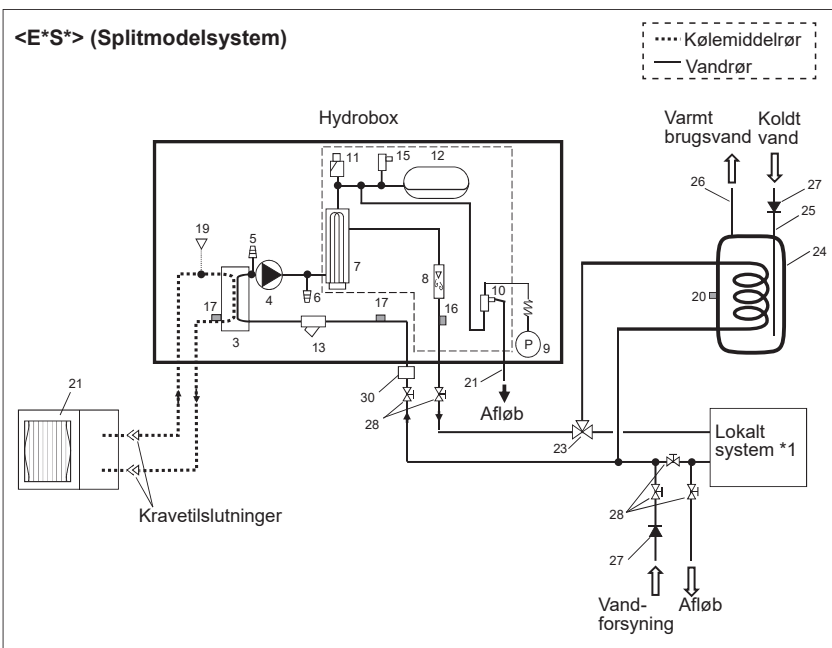 <E*S*> (Splitmodelsystem)
Kølemiddelrør
Vandrør
Hydrobox
Varmt
brugsvand
Koldt
vand
11
15
12
26
27
25
19
5
7
8
24
4
6
10
20
17
17
16
3
13
P
9
21
30
21
28
Afløb
23
Lokalt
system *1
Kravetilslutninger
28
27
Vand-
forsyning
Afløb